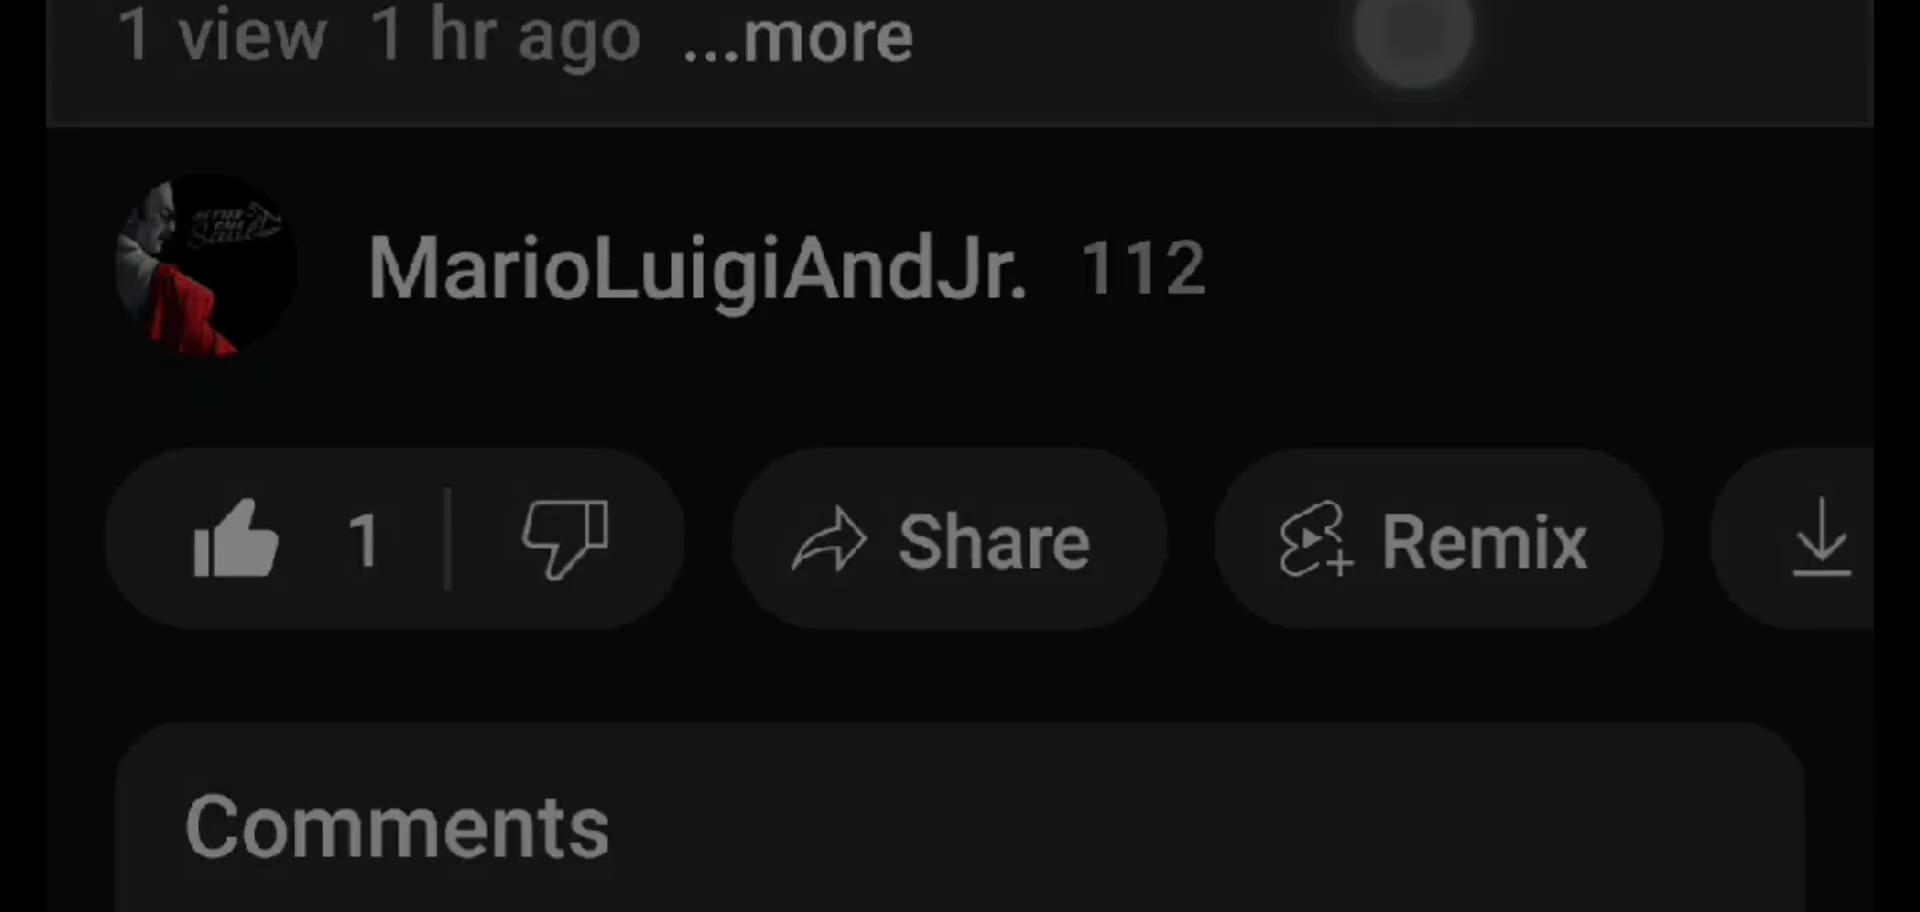 1 view 1 hr ago ...more
MarioLuigiAndJr. 112
1 Share Remix
Comments